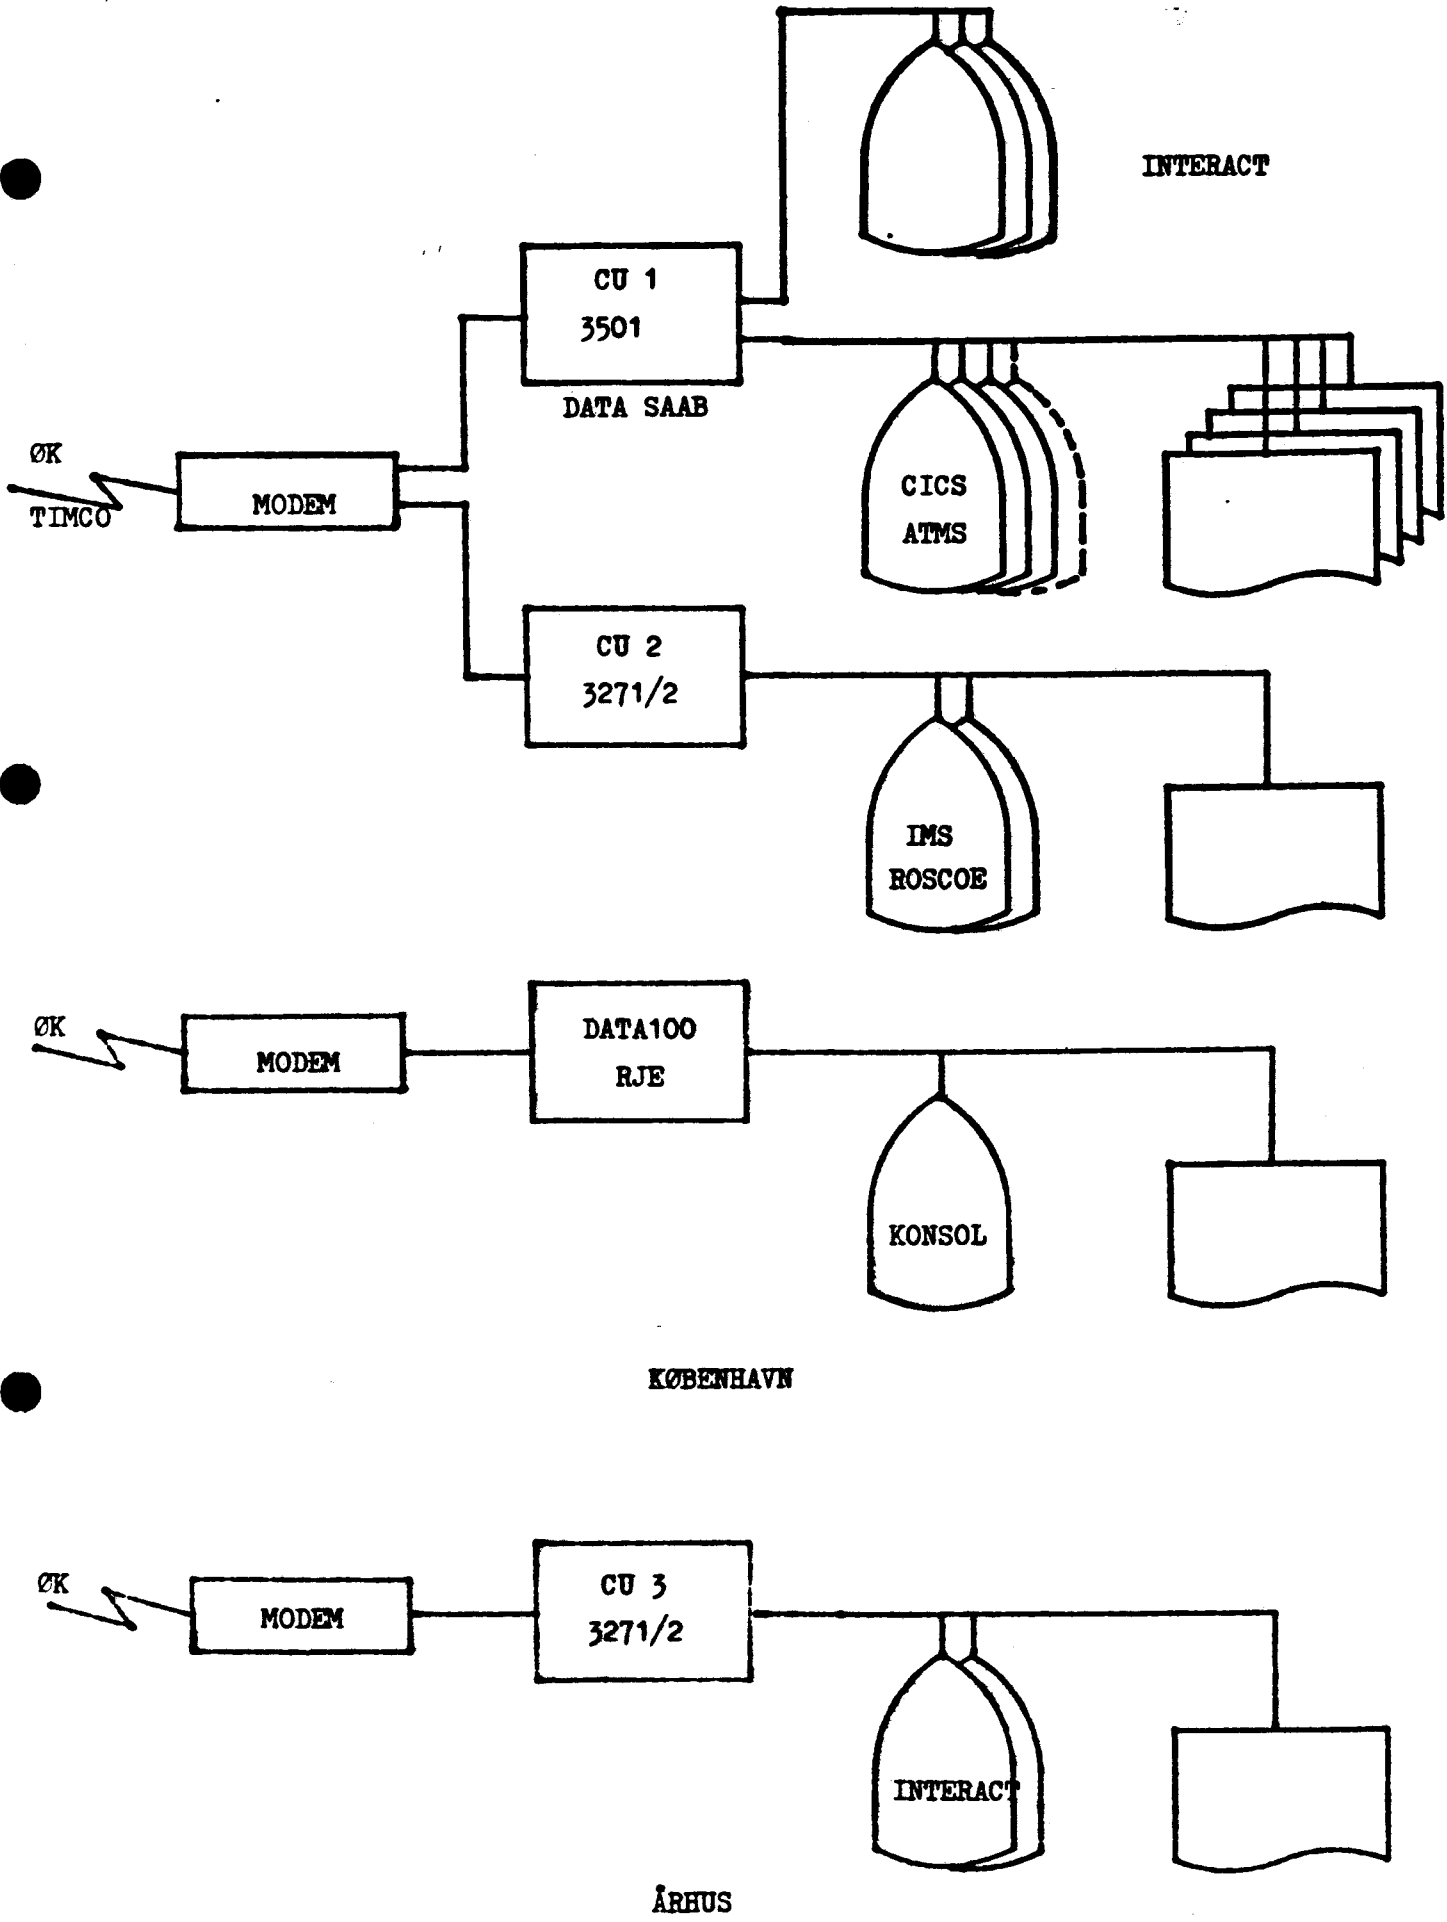 INTERACT
CU 1
3501
DATA SAAB
ØK
TIMCO
MODEM
CICS
ATMS
CU 2
3271/2
IMS
ROSCOE
ØK
MODEM
DATA100
RJE
KONSOL
KØBENHAVN
ØK
MODEM
CU 3
3271/2
INTERACT
ÅRHUS